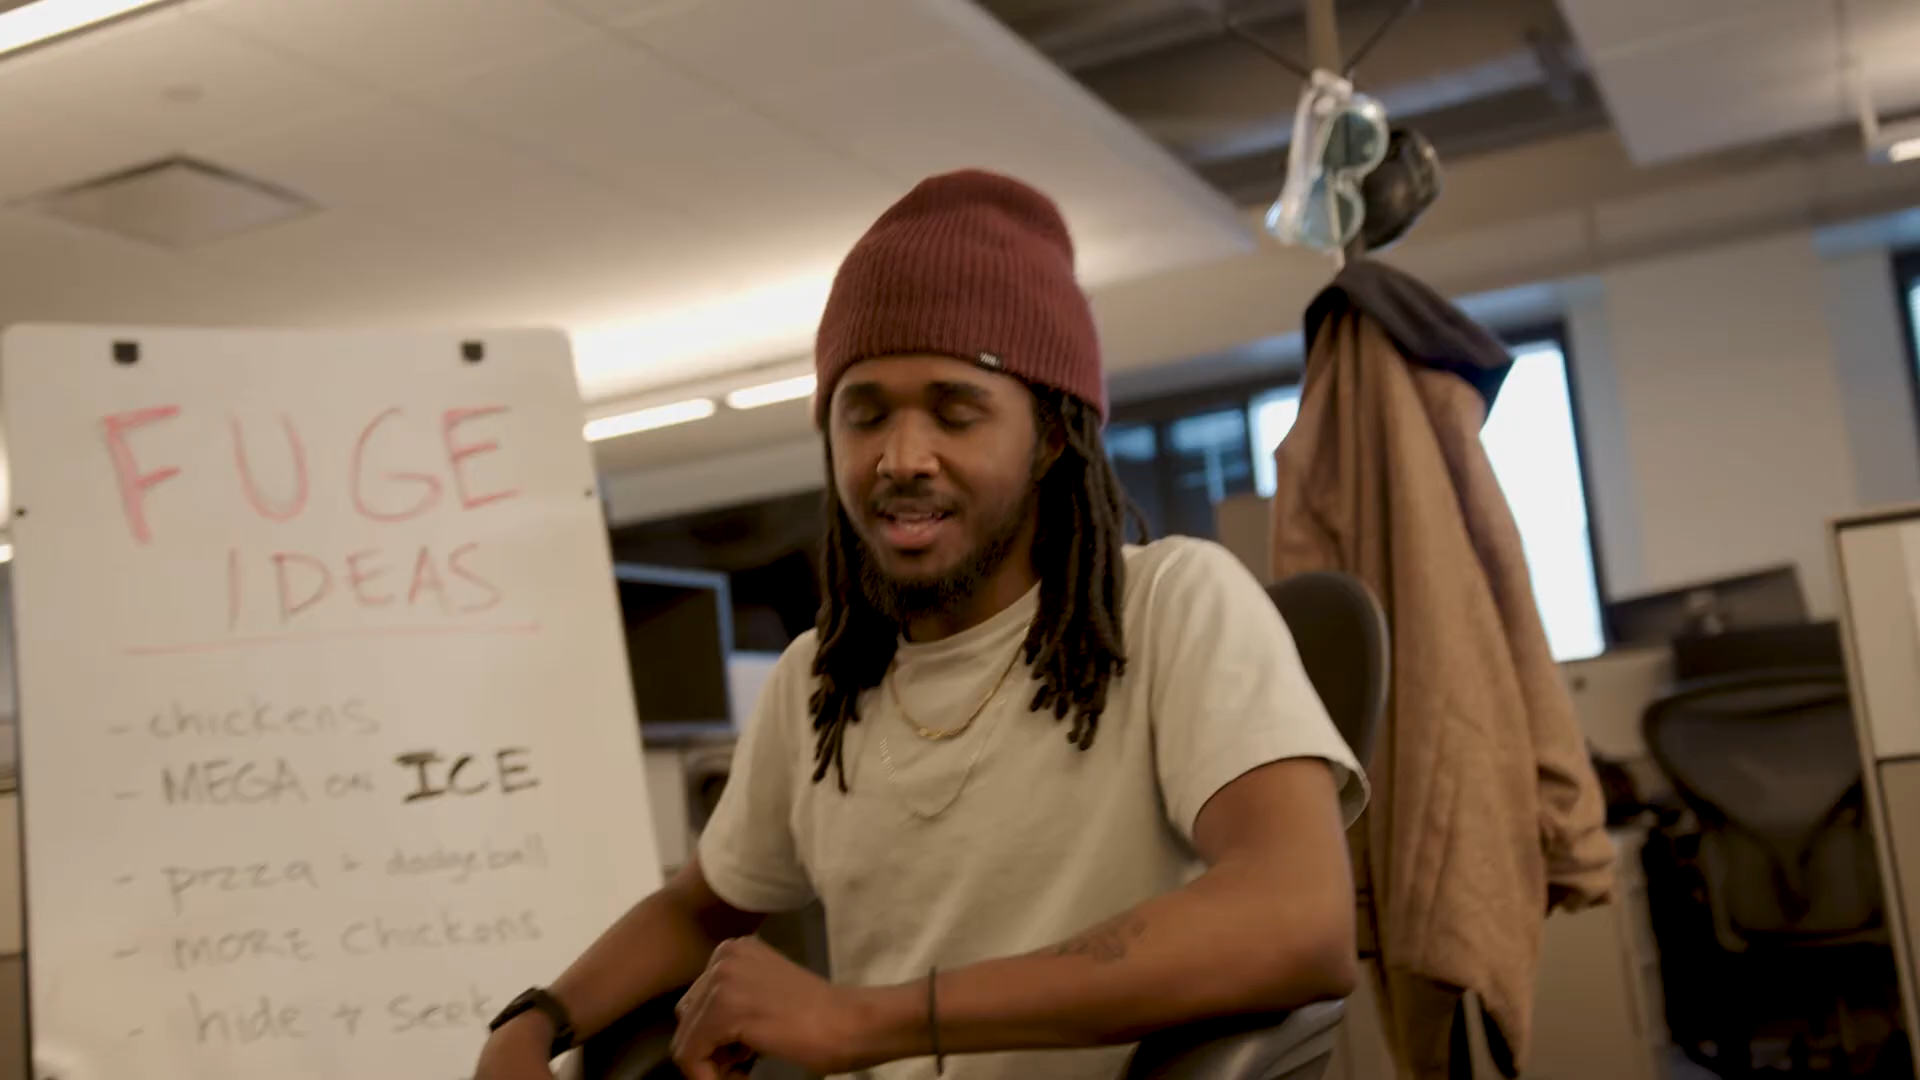 FUGE
IDEAS
- chickens
- MEGA on ICE
- pizza + dodgeball
- MORE chickens
- hide + seek